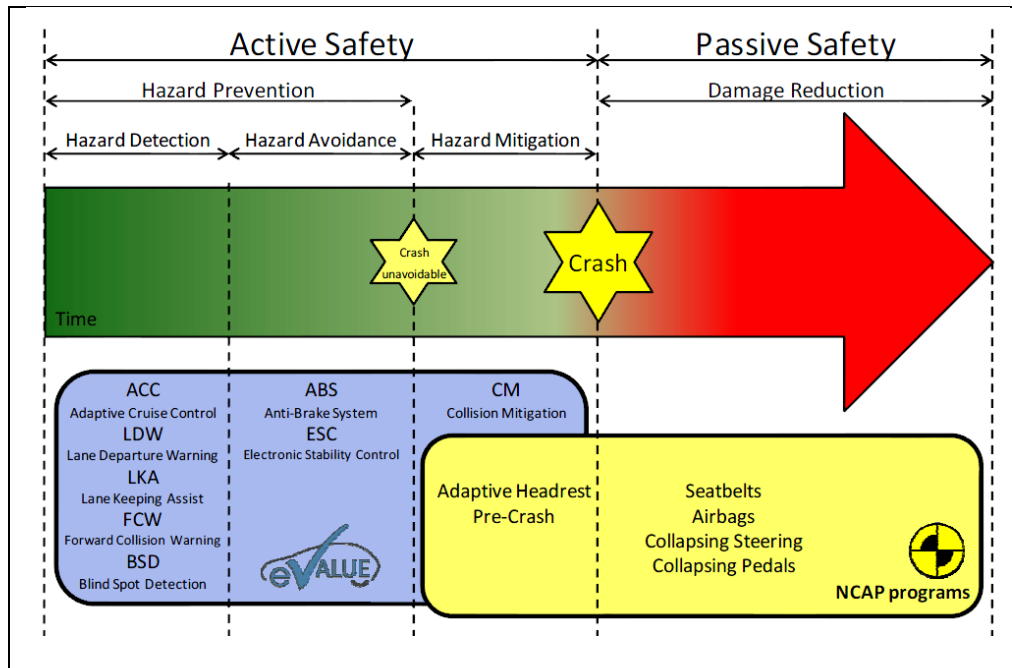 Active Safety
Passive Safety
Hazard Prevention
Damage Reduction
Hazard Detection
Hazard Avoidance
Hazard Mitigation
Crash
unavoidable
Crash
Time
ACC
Adaptive Cruise Control
LDW
Lane Departure Warning
LKA
Lane Keeping Assist
FCW
Forward Collision Warning
BSD
Blind Spot Detection
ABS
Anti-Brake System
ESC
Electronic Stability Control
eVALUE
CM
Collision Mitigation
Adaptive Headrest
Pre-Crash
Seatbelts
Airbags
Collapsing Steering
Collapsing Pedals
NCAP programs